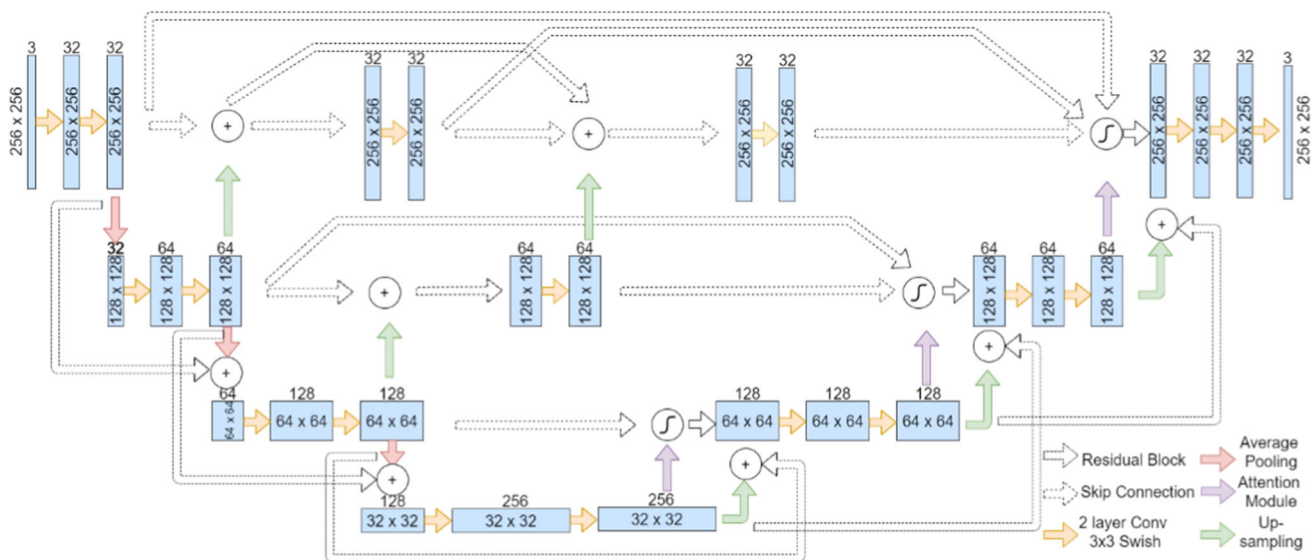 3 32 32
256 x 256
256 x 256
256 x 256
+
32 32
256 x 256
256 x 256
+
32 32
256 x 256
256 x 256
∫
32 32 32 3
256 x 256
256 x 256
256 x 256
256 x 256
32 64 64
128 x 128
128 x 128
128 x 128
+
64 64
128 x 128
128 x 128
∫
64 64 64
128 x 128
128 x 128
128 x 128
+
+
64 128 128
64 x 64
64 x 64
64 x 64
∫
128 128 128
64 x 64
64 x 64
64 x 64
+
+
128 256 256
32 x 32
32 x 32
32 x 32
+
Residual Block
Skip Connection
2 layer Conv
3x3 Swish
Average
Pooling
Attention
Module
Up-
sampling